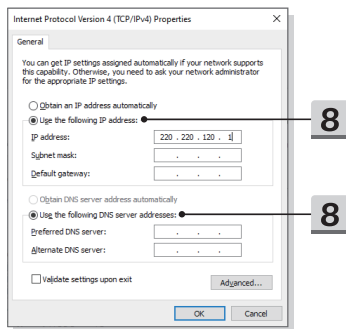 Internet Protocol Version 4 (TCP/IPv4) Properties
General
You can get IP settings assigned automatically if your network supports
this capability. Otherwise, you need to ask your network administrator
for the appropriate IP settings.
Obtain an IP address automatically
Use the following IP address:
8
IP address:
220 . 220 . 120 . 1
Subnet mask:
. . .
Default gateway:
. . .
Obtain DNS server address automatically
Use the following DNS server addresses:
8
Preferred DNS server:
. . .
Alternate DNS server:
. . .
Validate settings upon exit
Advanced...
OK
Cancel